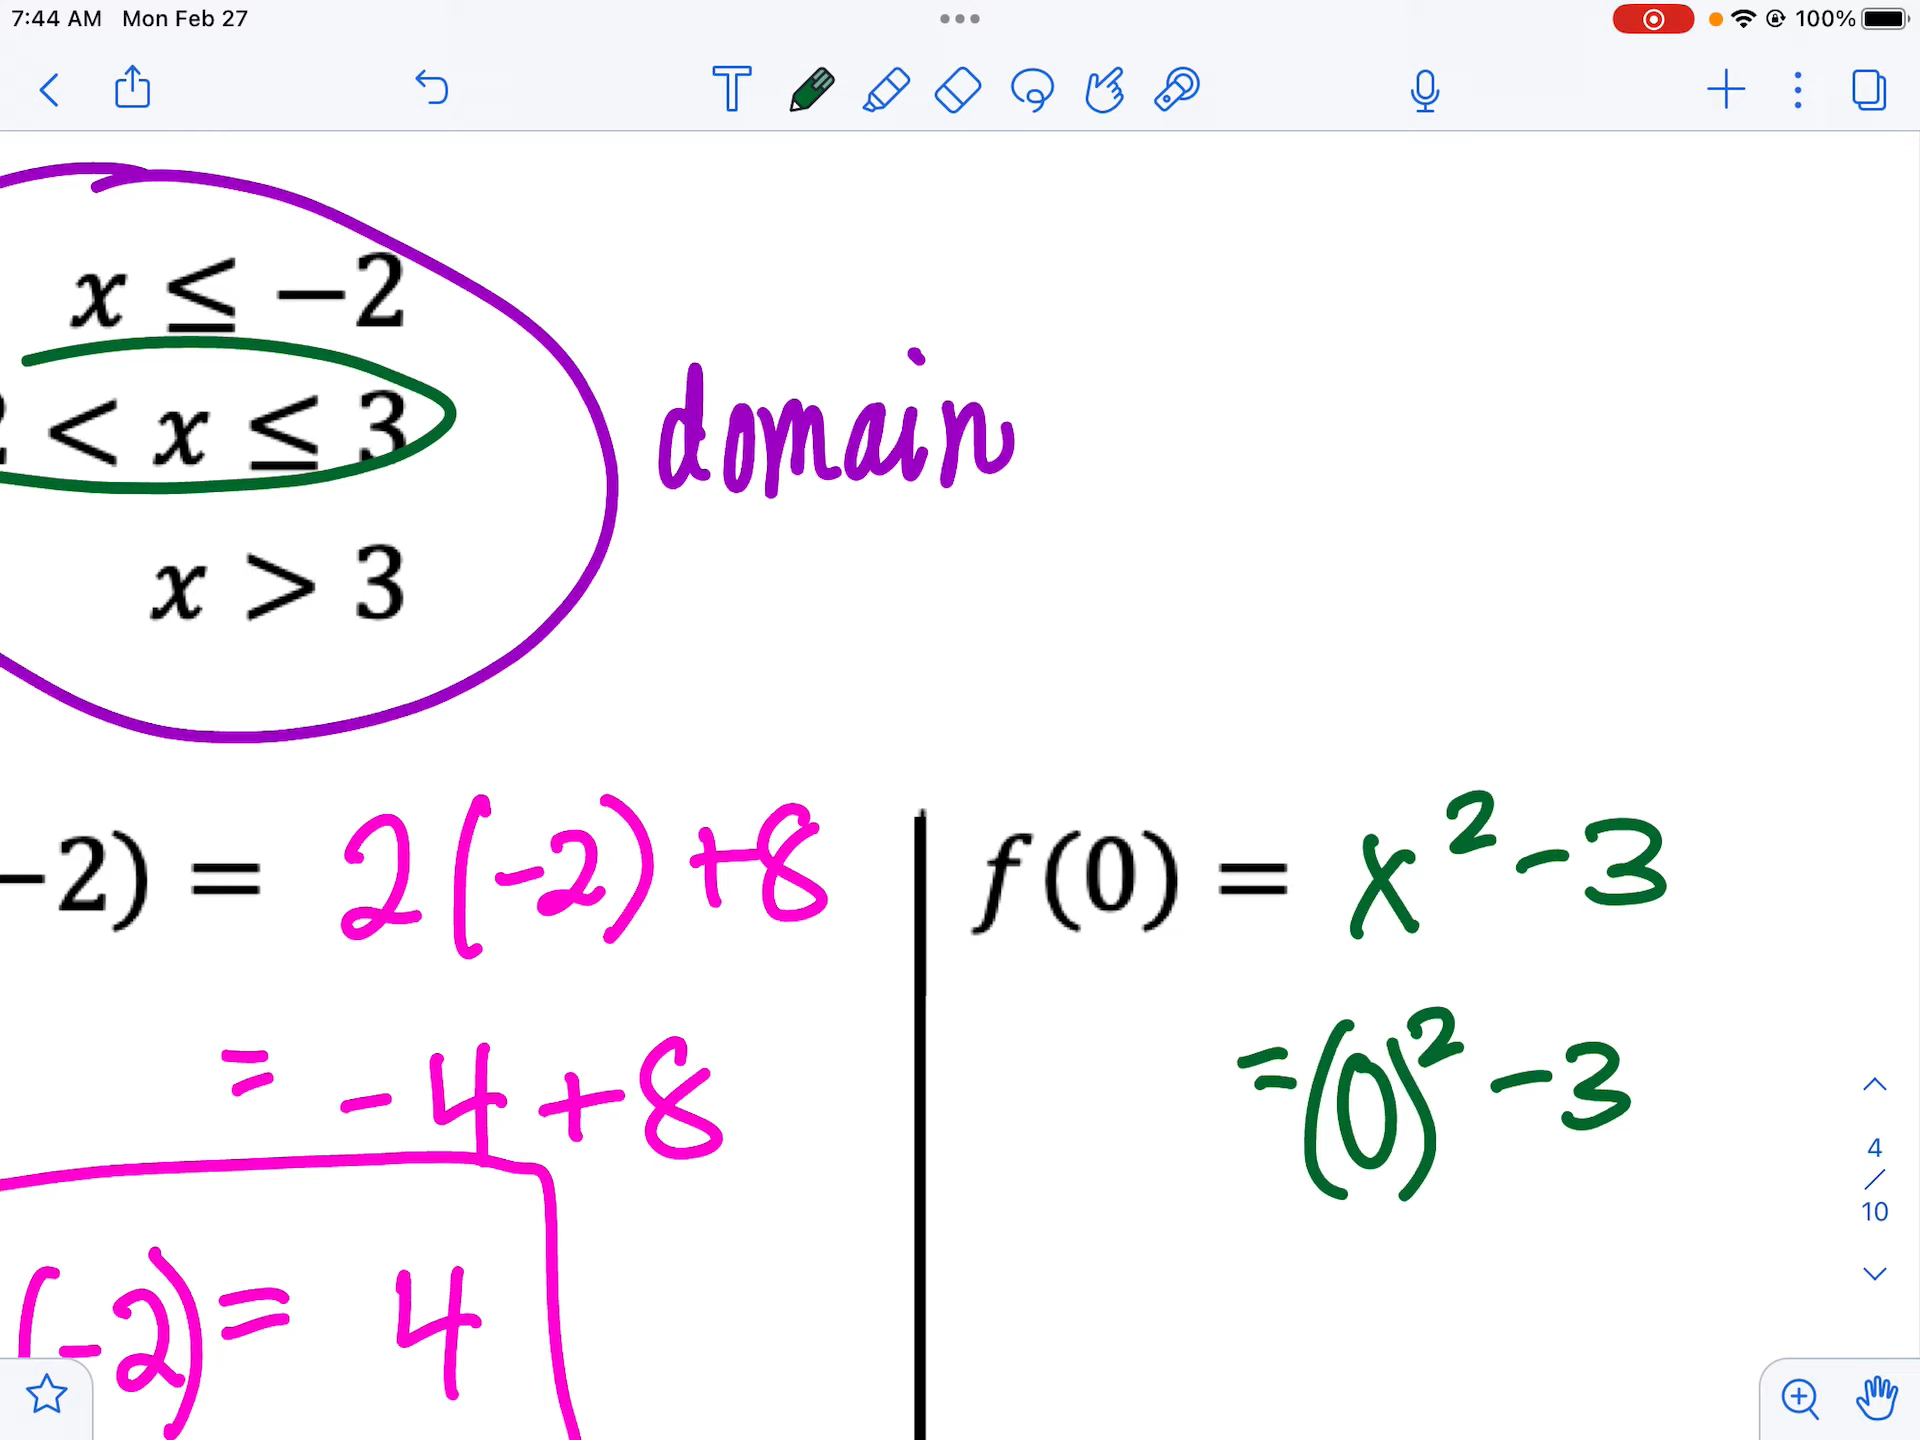 7:44 AM Mon Feb 27
100%
T
x ≤ −2
< x ≤ 3
x > 3
domain
−2) = 2(-2)+8
= -4+8
(-2) = 4
f(0) = x² -3
= (0)² -3
4
/
10